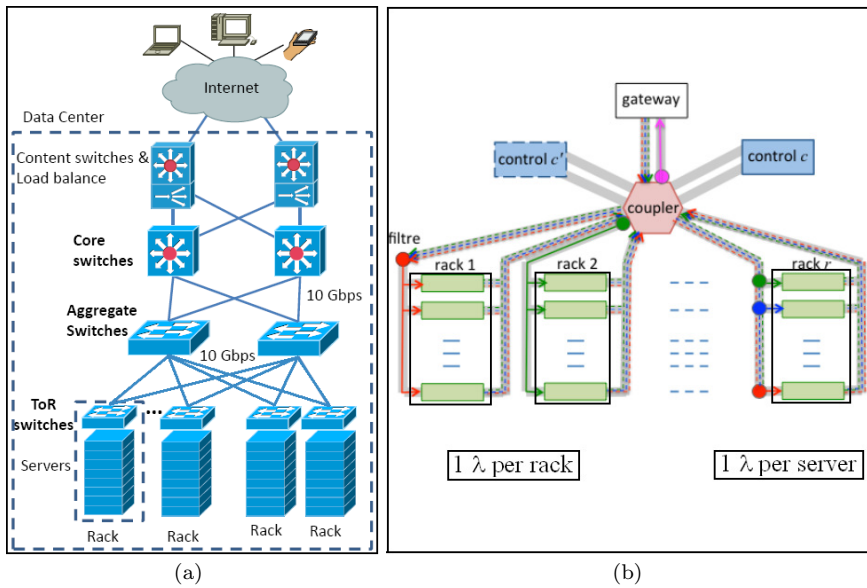 Internet
Data Center
Content switches &
Load balance
Core
switches
10 Gbps
Aggregate
Switches
10 Gbps
ToR
switches
...
Servers
Rack
Rack
Rack
Rack
(a)
gateway
control c'
control c
coupler
filtre
rack 1
rack 2
rack r
1 λ per rack
1 λ per server
(b)